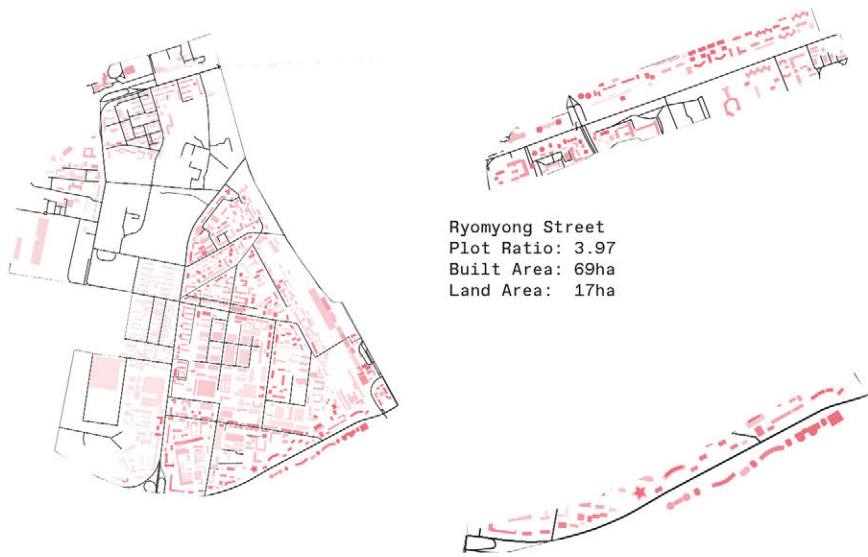 Ryomyong Street
Plot Ratio: 3.97
Built Area: 69ha
Land Area:  17ha